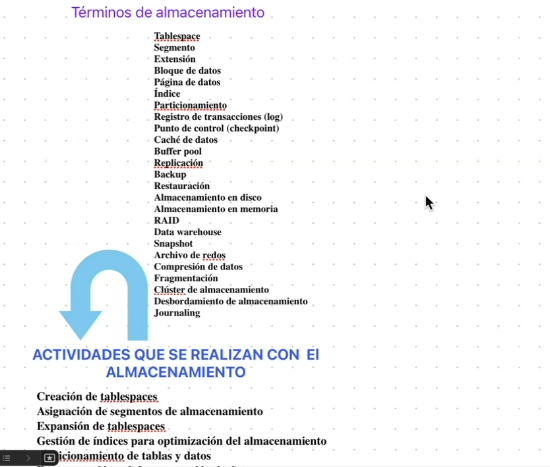 Términos de almacenamiento
Tablespace
Segmento
Extensión
Bloque de datos
Página de datos
Índice
Particionamiento
Registro de transacciones (log)
Punto de control (checkpoint)
Caché de datos
Buffer pool
Replicación
Backup
Restauración
Almacenamiento en disco
Almacenamiento en memoria
RAID
Data warehouse
Snapshot
Archivo de redos
Compresión de datos
Fragmentación
Clúster de almacenamiento
Desbordamiento de almacenamiento
Journaling
ACTIVIDADES QUE SE REALIZAN CON El
ALMACENAMIENTO
Creación de tablespaces
Asignación de segmentos de almacenamiento
Expansión de tablespaces
Gestión de índices para optimización del almacenamiento
de tablas y datos